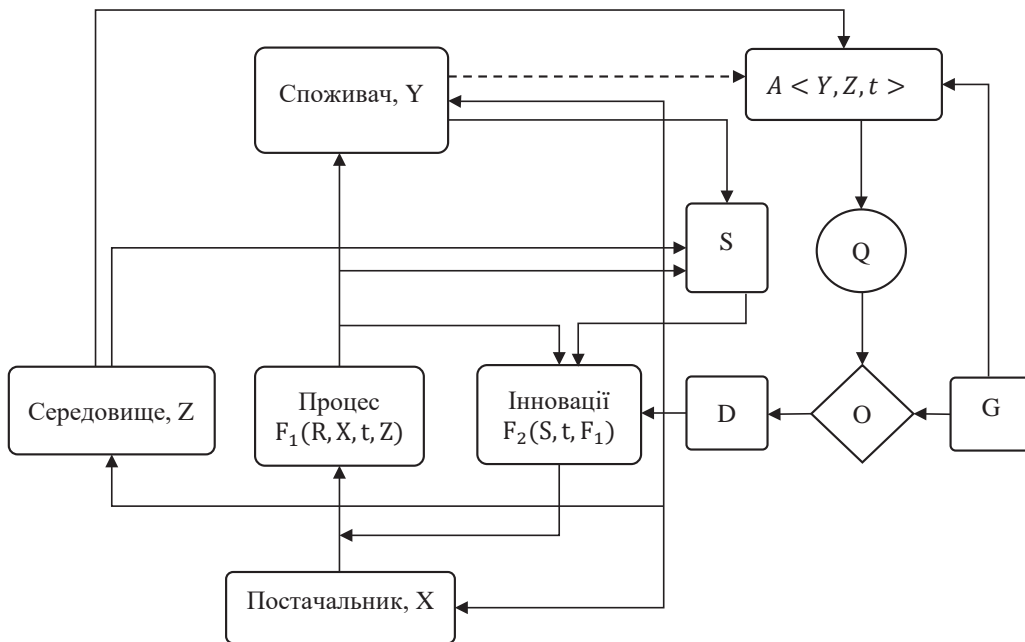 Споживач, Y
A < Y, Z, t >
S
Q
Середовище, Z
Процес
F₁(R, X, t, Z)
Інновації
F₂(S, t, F₁)
D
O
G
Постачальник, X